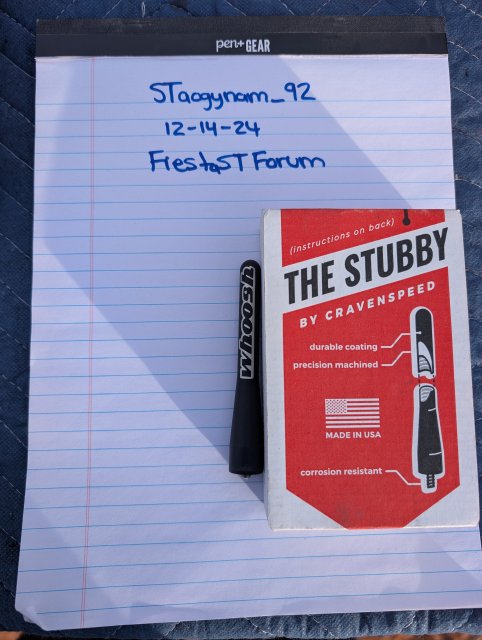 pen+GEAR
STaogynam_92
12-14-24
FiestaST Forum
(instructions on back)
THE STUBBY
BY CRAVENSPEED
whoosh
durable coating
precision machined
MADE IN USA
corrosion resistant